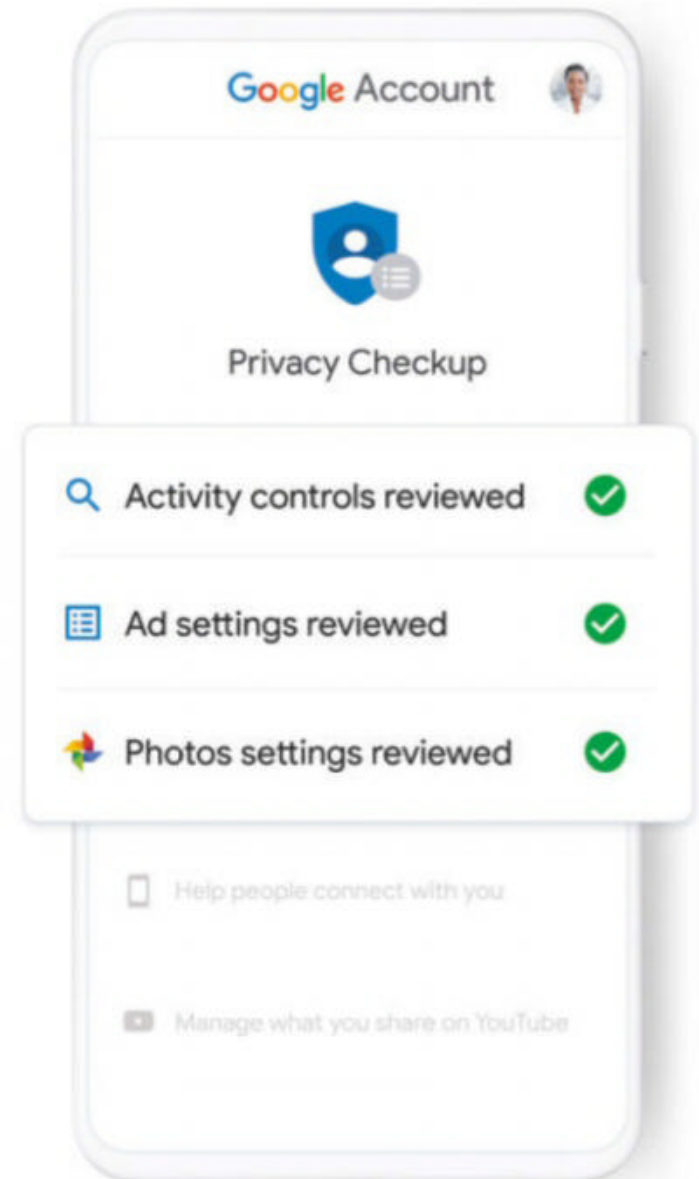 Google Account
Privacy Checkup
Activity controls reviewed
Ad settings reviewed
Photos settings reviewed
Help people connect with you
Manage what you share on YouTube